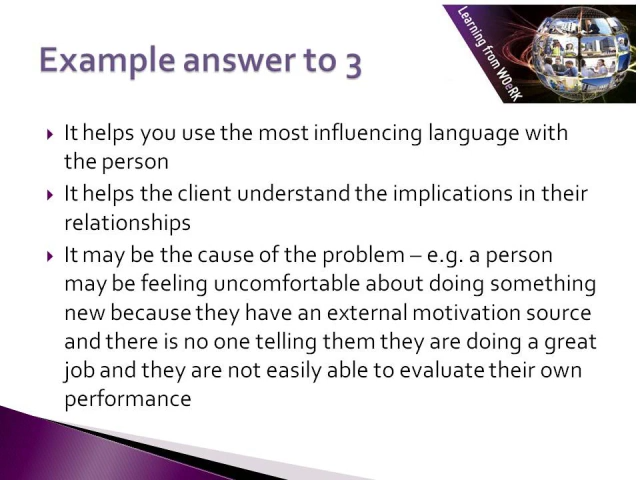 Example answer to 3
Learning from WOeRK
It helps you use the most influencing language with
the person
It helps the client understand the implications in their
relationships
It may be the cause of the problem – e.g. a person
may be feeling uncomfortable about doing something
new because they have an external motivation source
and there is no one telling them they are doing a great
job and they are not easily able to evaluate their own
performance